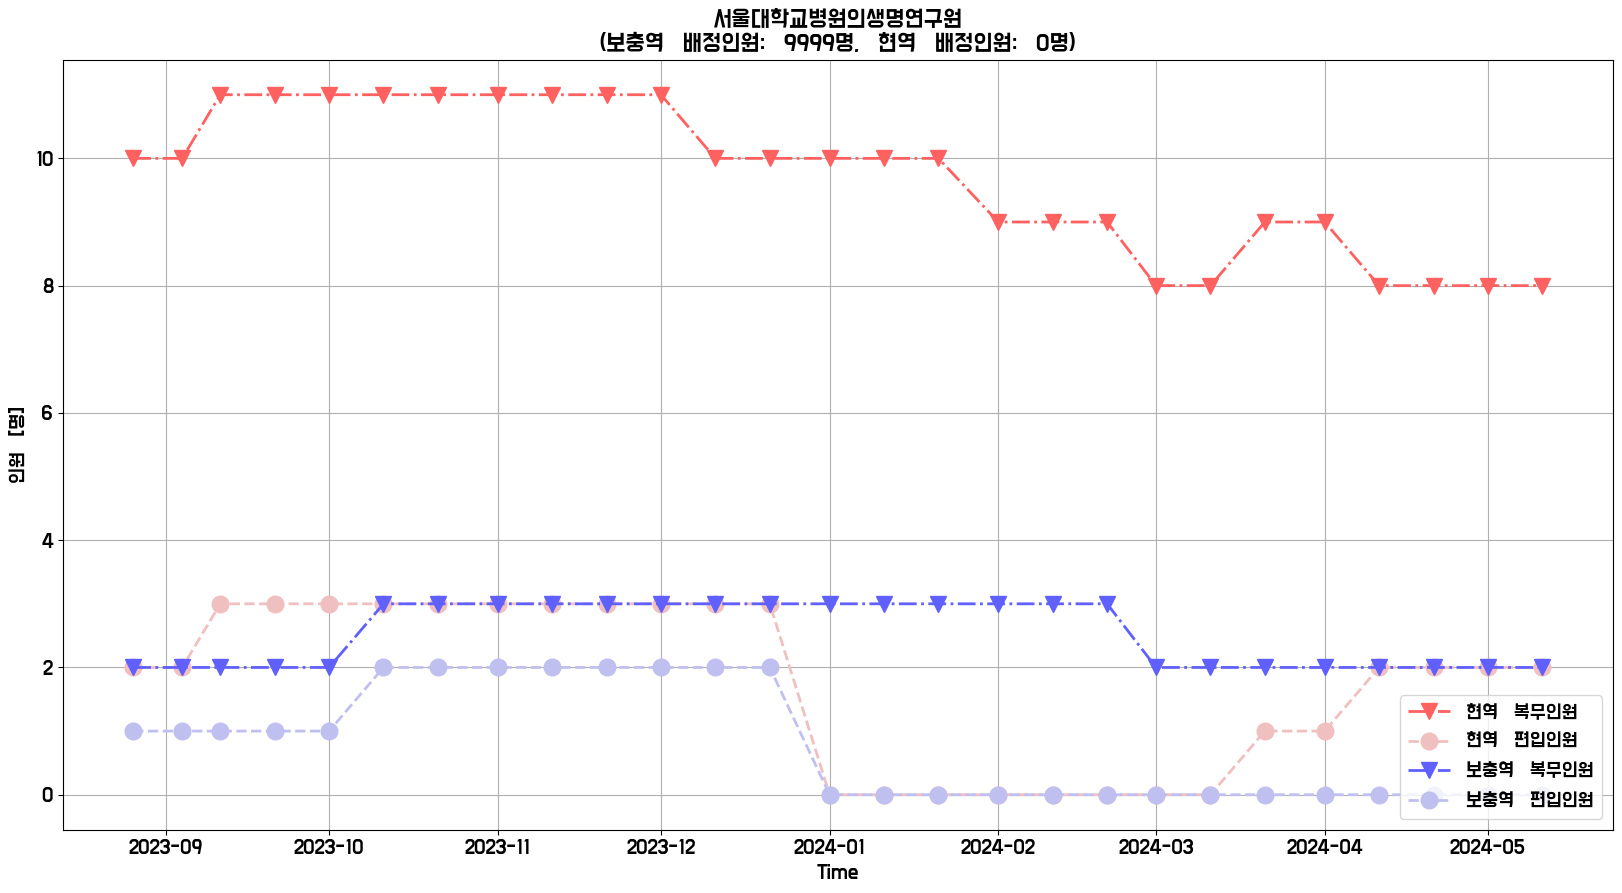 서울대학교병원의생명연구원
(보충역 배정인원: 9999명, 현역 배정인원: 0명)
10
8
6
4
2
0
인원 [명]
현역 복무인원
현역 편입인원
보충역 복무인원
보충역 편입인원
2023-09 2023-10 2023-11 2023-12 2024-01 2024-02 2024-03 2024-04 2024-05
Time